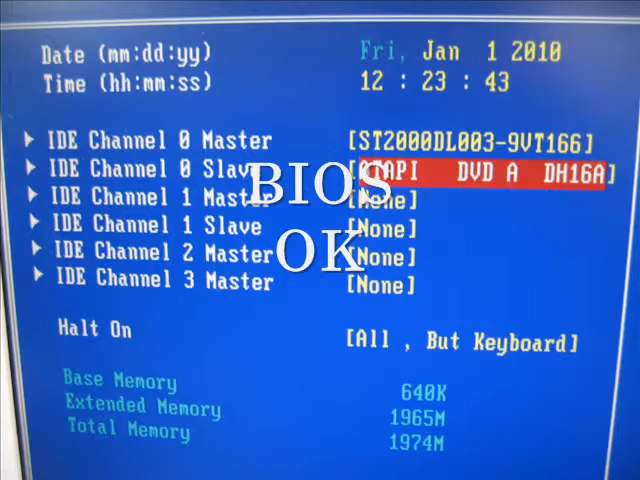 Date (mm:dd:yy) Fri, Jan 1 2010
Time (hh:mm:ss) 12 : 23 : 43
IDE Channel 0 Master [ST2000DL003-9VT166]
IDE Channel 0 Slave [ATAPI DVD A DH16A]
IDE Channel 1 Master [None]
IDE Channel 1 Slave [None]
IDE Channel 2 Master [None]
IDE Channel 3 Master [None]
BIOS
OK
Halt On [All , But Keyboard]
Base Memory 640K
Extended Memory 1965M
Total Memory 1974M